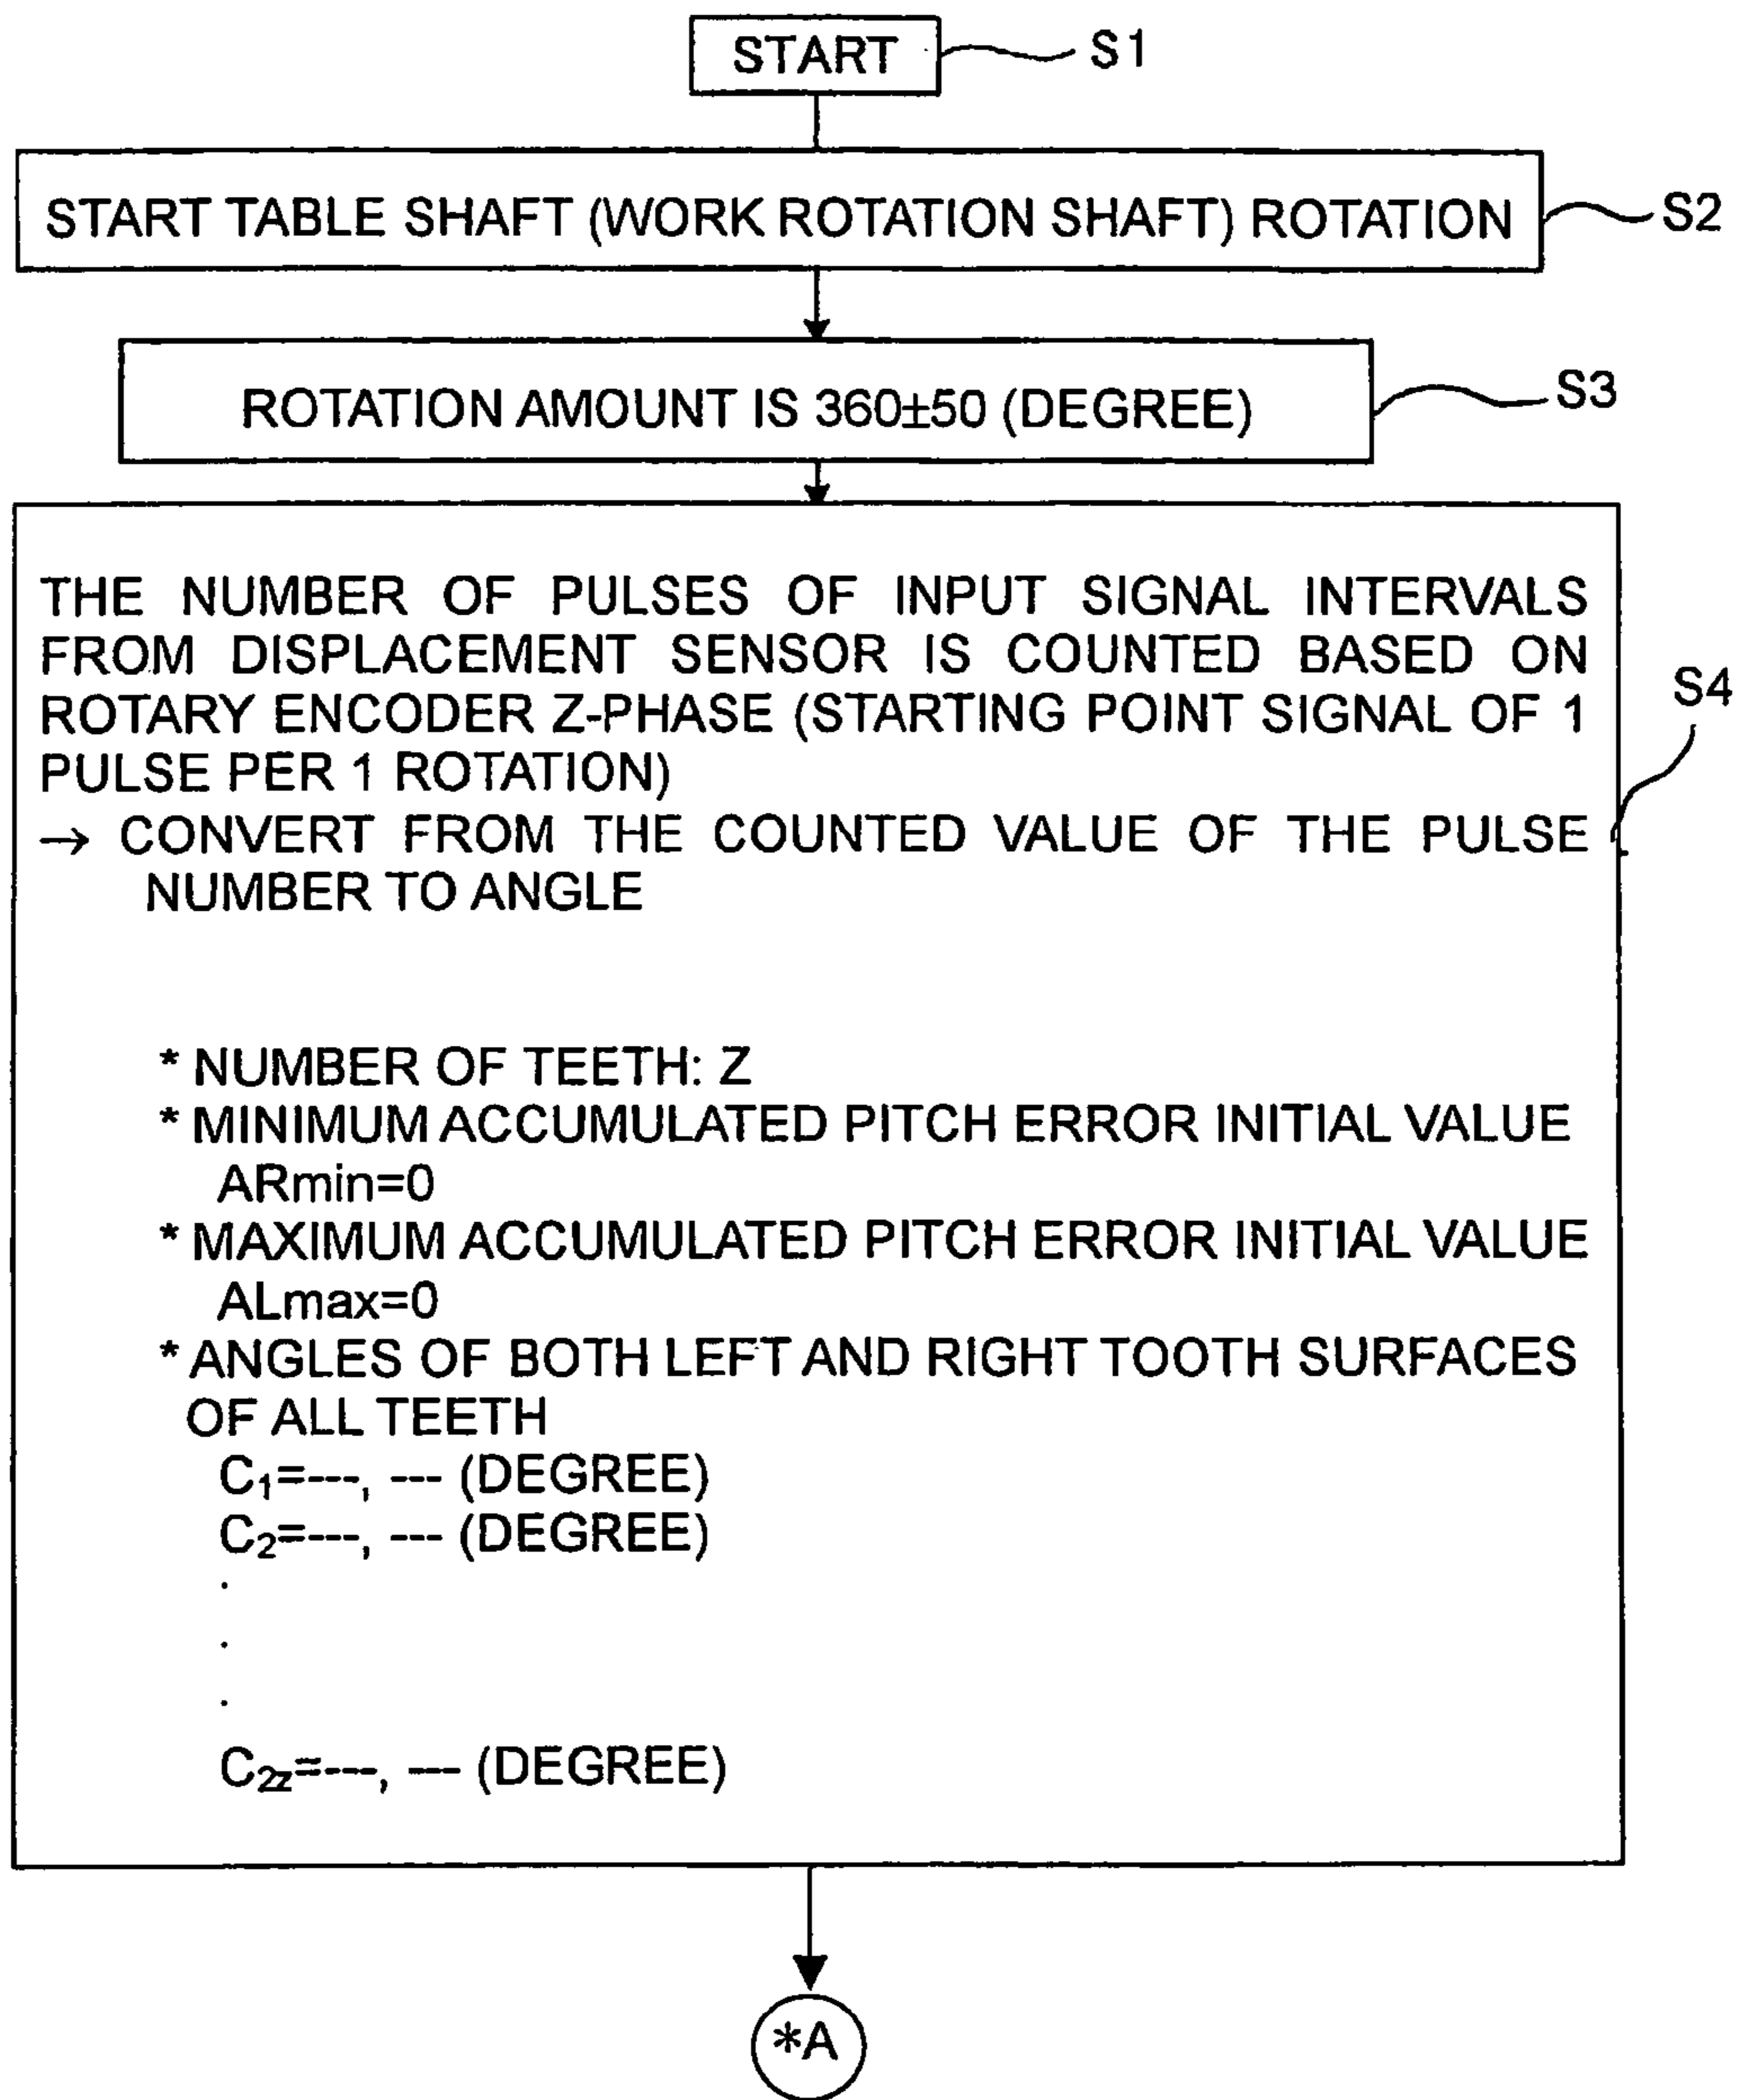 START
S1
START TABLE SHAFT (WORK ROTATION SHAFT) ROTATION
S2
ROTATION AMOUNT IS 360±50 (DEGREE)
S3
THE NUMBER OF PULSES OF INPUT SIGNAL INTERVALS
FROM DISPLACEMENT SENSOR IS COUNTED BASED ON
ROTARY ENCODER Z-PHASE (STARTING POINT SIGNAL OF 1
PULSE PER 1 ROTATION)
→ CONVERT FROM THE COUNTED VALUE OF THE PULSE
NUMBER TO ANGLE
S4
* NUMBER OF TEETH: Z
* MINIMUM ACCUMULATED PITCH ERROR INITIAL VALUE
ARmin=0
* MAXIMUM ACCUMULATED PITCH ERROR INITIAL VALUE
ALmax=0
* ANGLES OF BOTH LEFT AND RIGHT TOOTH SURFACES
OF ALL TEETH
C₁=---, --- (DEGREE)
C₂=---, --- (DEGREE)
.
.
.
C2z=---, --- (DEGREE)
*A